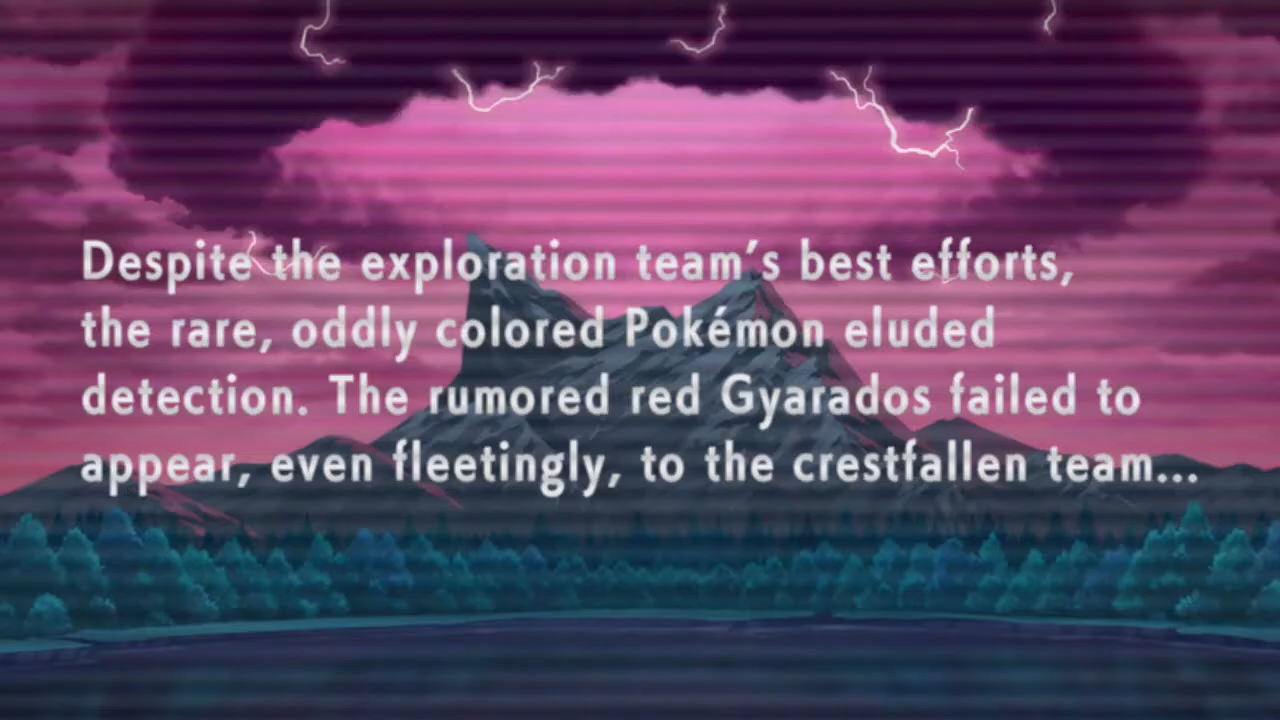 Despite the exploration team’s best efforts,
the rare, oddly colored Pokémon eluded
detection. The rumored red Gyarados failed to
appear, even fleetingly, to the crestfallen team...